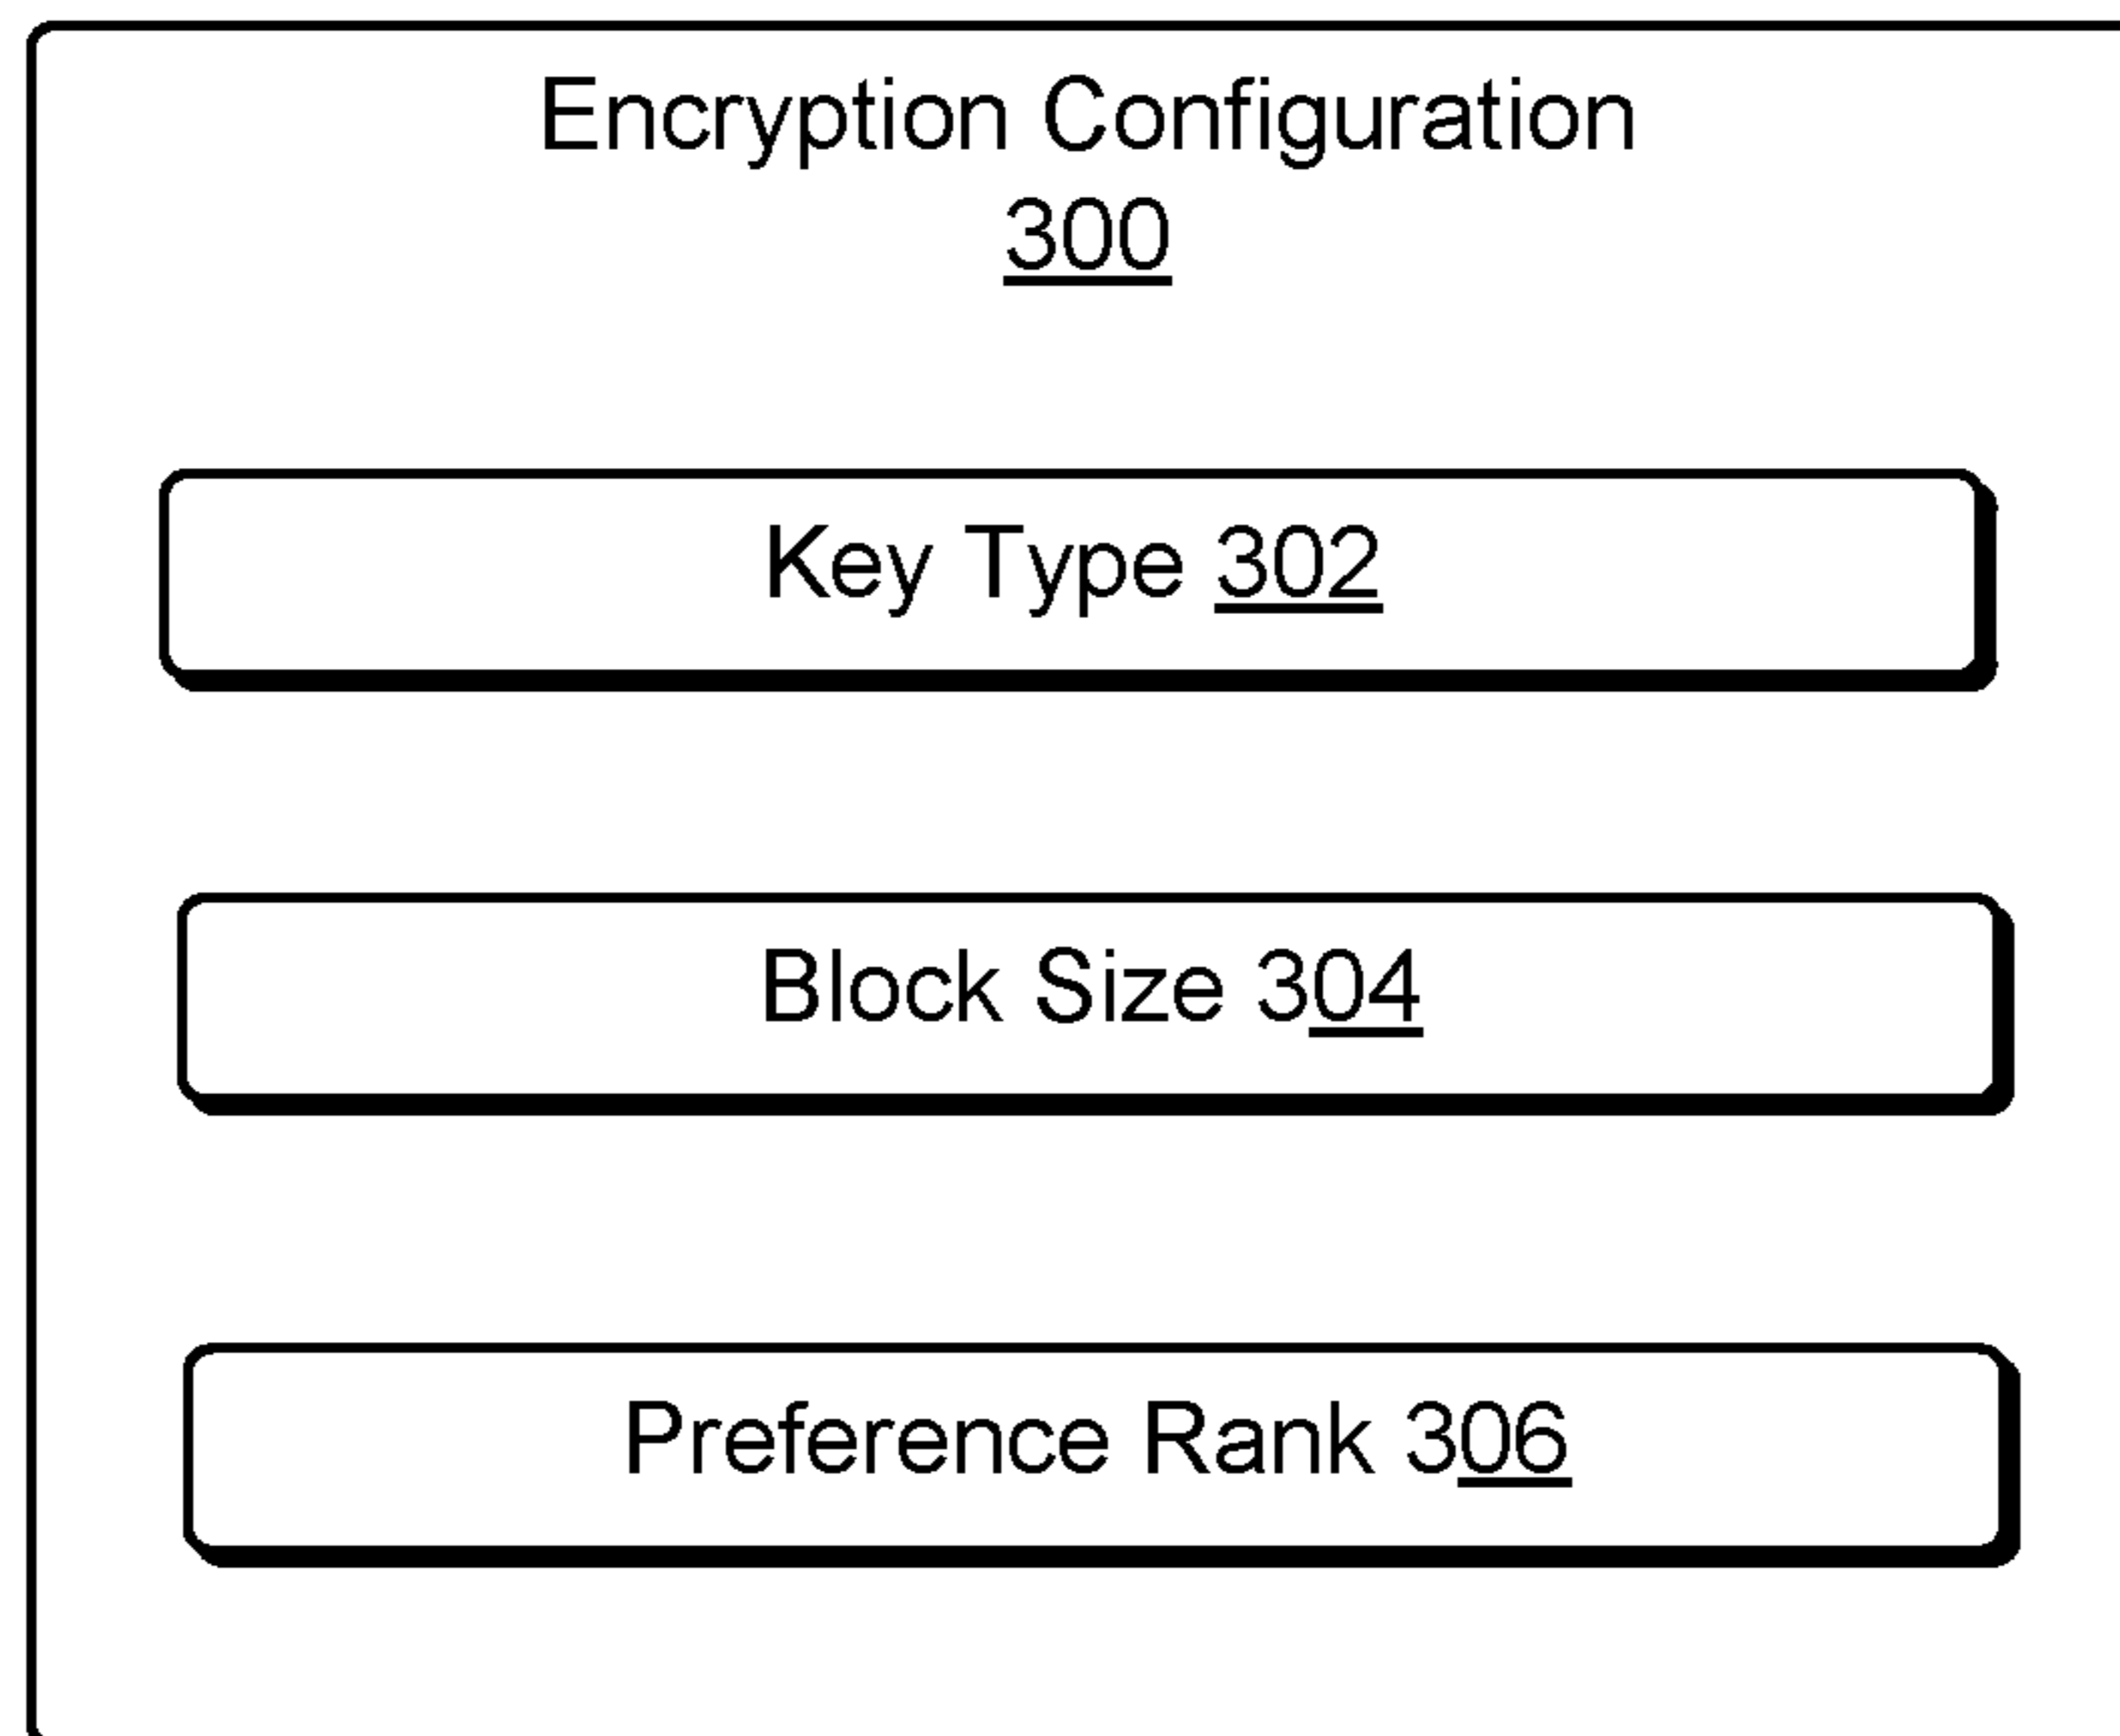 Encryption Configuration
300
Key Type 302
Block Size 304
Preference Rank 306